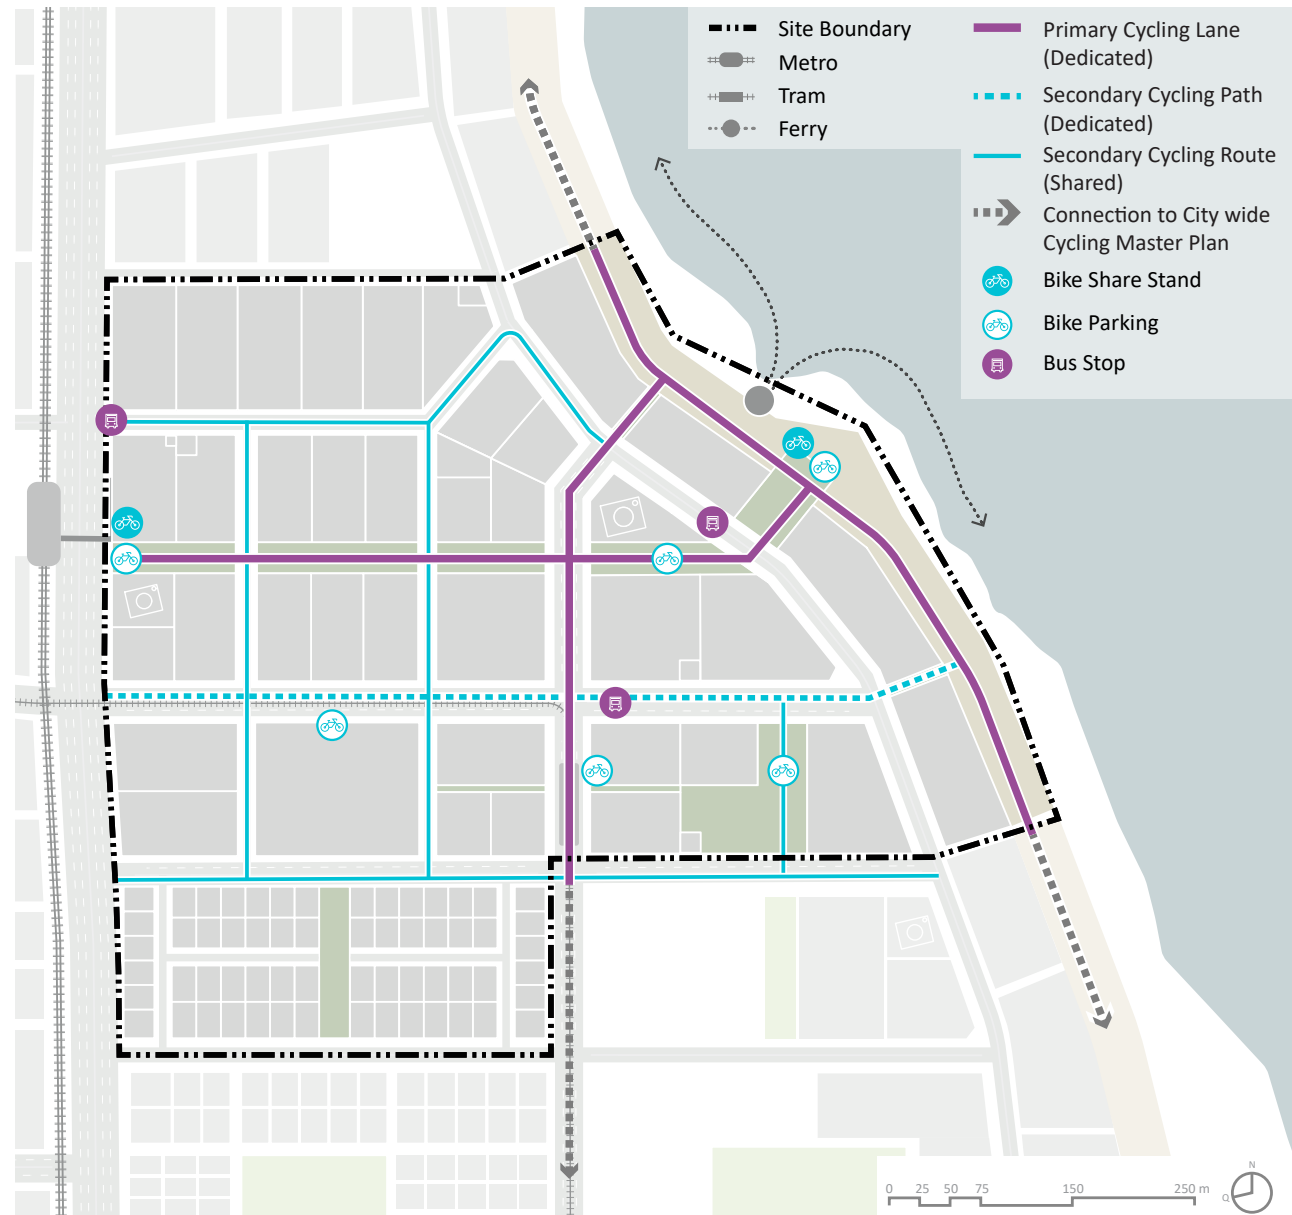 Site Boundary
Metro
Tram
Ferry
Primary Cycling Lane
(Dedicated)
Secondary Cycling Path
(Dedicated)
Secondary Cycling Route
(Shared)
Connection to City wide
Cycling Master Plan
Bike Share Stand
Bike Parking
Bus Stop
0 25 50 75 150 250 m
N
Q